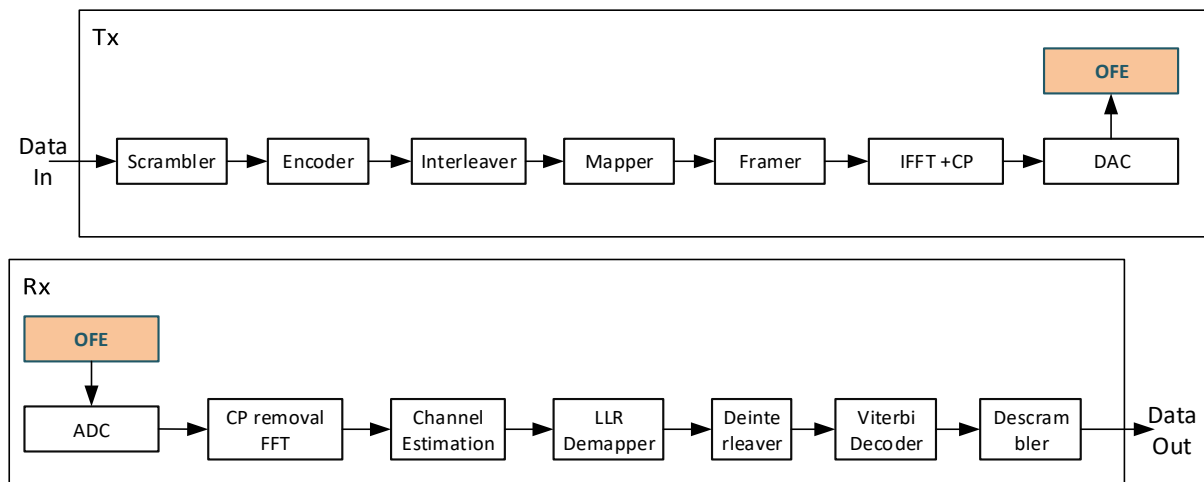 Tx
OFE
Data
In
Scrambler
Encoder
Interleaver
Mapper
Framer
IFFT +CP
DAC
Rx
OFE
ADC
CP removal
FFT
Channel
Estimation
LLR
Demapper
Deinte
rleaver
Viterbi
Decoder
Descram
bler
Data
Out